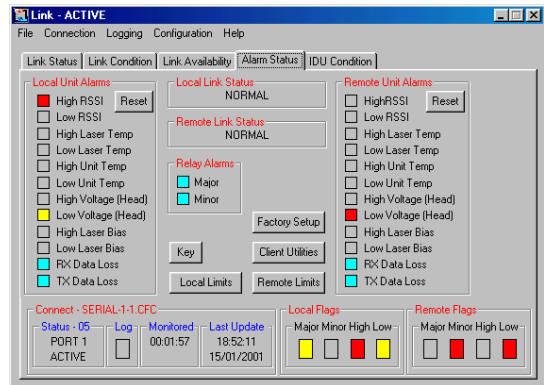 Link - ACTIVE
File Connection Logging Configuration Help
Link Status Link Condition Link Availability Alarm Status IDU Condition
Local Unit Alarms
High RSSI Reset
Low RSSI
High Laser Temp
Low Laser Temp
High Unit Temp
Low Unit Temp
High Voltage (Head)
Low Voltage (Head)
High Laser Bias
Low Laser Bias
RX Data Loss
TX Data Loss
Local Link Status
NORMAL
Remote Link Status
NORMAL
Relay Alarms
Major
Minor
Factory Setup
Key Client Utilities
Local Limits Remote Limits
Remote Unit Alarms
HighRSSI Reset
Low RSSI
High Laser Temp
Low Laser Temp
High Unit Temp
Low Unit Temp
High Voltage (Head)
Low Voltage (Head)
High Laser Bias
Low Laser Bias
RX Data Loss
TX Data Loss
Connect - SERIAL-1-1.CFC
Status - 05 Log Monitored Last Update
PORT 1 00:01:57 18:52:11
ACTIVE 15/01/2001
Local Flags
Major Minor High Low
Remote Flags
Major Minor High Low